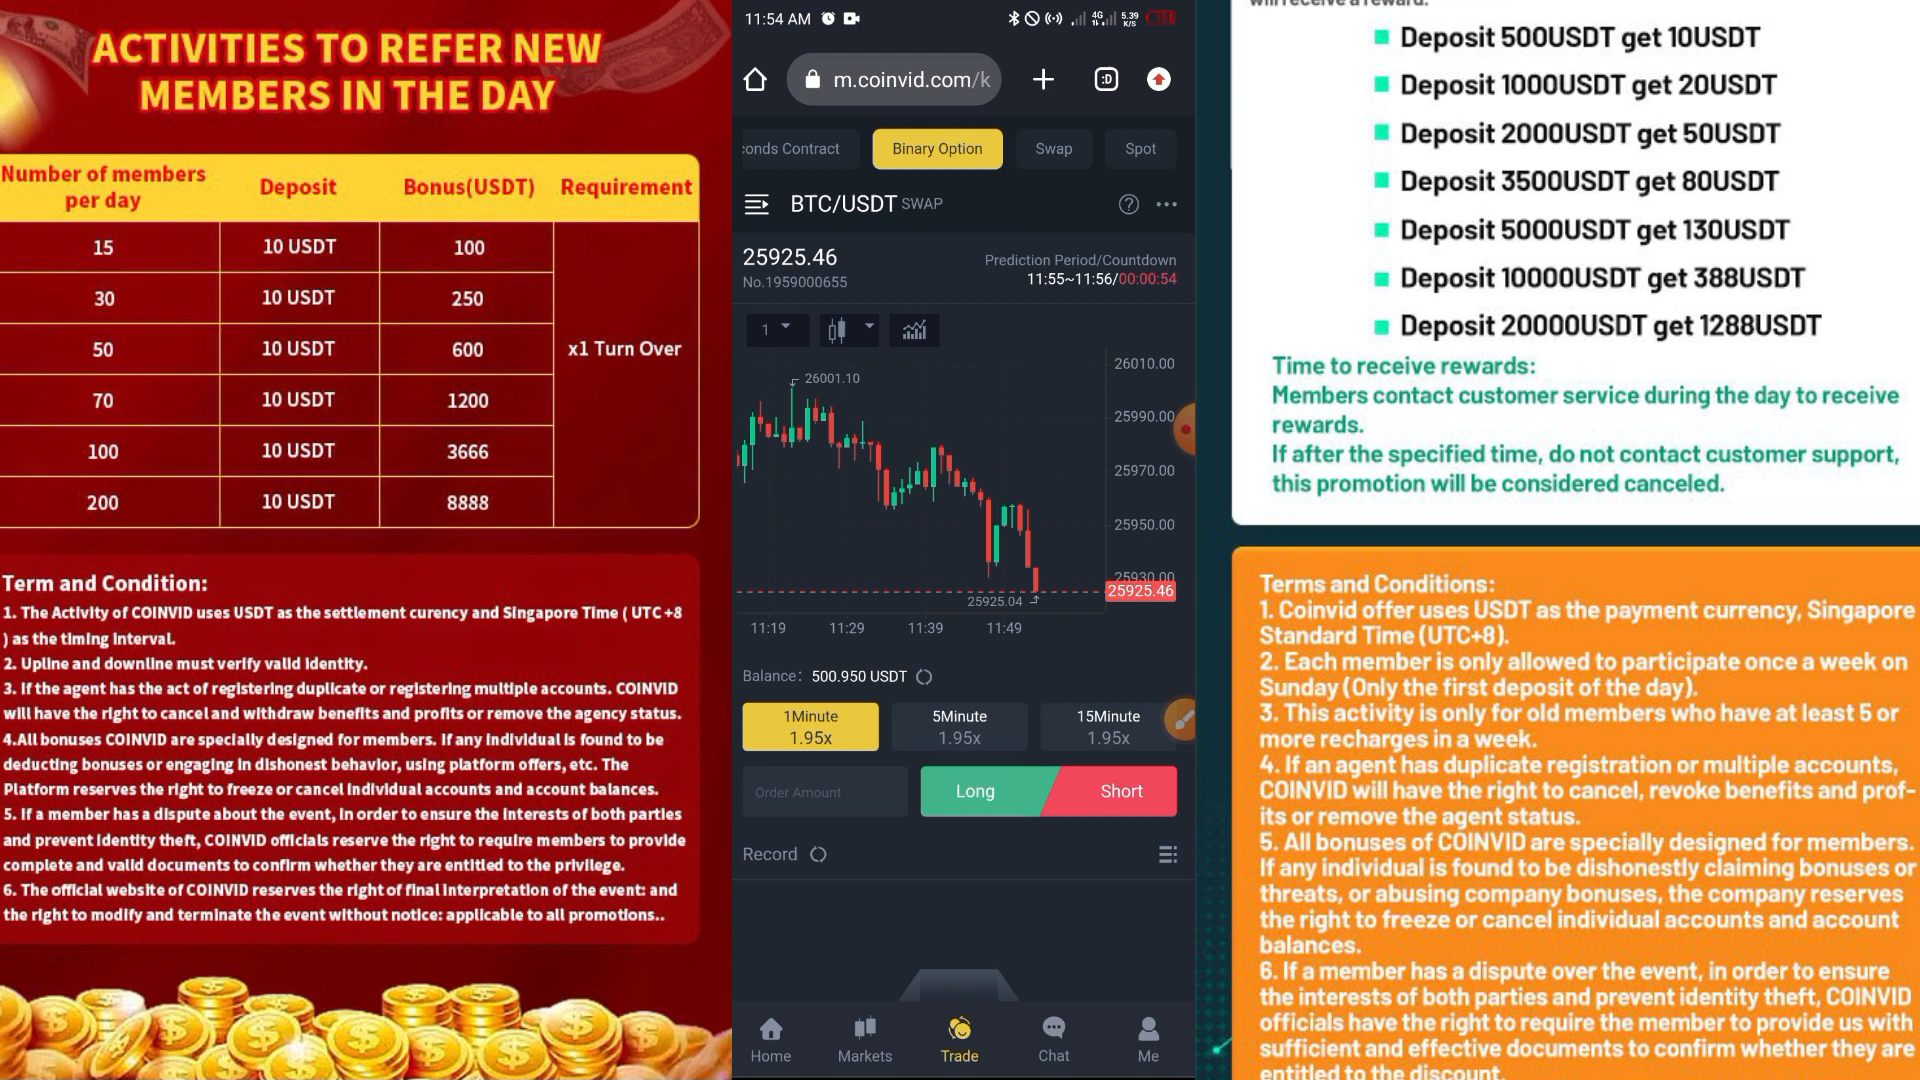 ACTIVITIES TO REFER NEW
MEMBERS IN THE DAY
Number of members
per day
Deposit
Bonus(USDT)
Requirement
15
10 USDT
100
30
10 USDT
250
50
10 USDT
600
x1 Turn Over
70
10 USDT
1200
100
10 USDT
3666
200
10 USDT
8888
Term and Condition:
1. The Activity of COINVID uses USDT as the settlement curency and Singapore Time ( UTC +8
) as the timing interval.
2. Upline and downline must verify valid identity.
3. If the agent has the act of registering duplicate or registering multiple accounts. COINVID
will have the right to cancel and withdraw benefits and profits or remove the agency status.
4.All bonuses COINVID are specially designed for members. If any individual is found to be
deducting bonuses or engaging in dishonest behavior, using platform offers, etc. The
Platform reserves the right to freeze or cancel individual accounts and account balances.
5. If a member has a dispute about the event, in order to ensure the interests of both parties
and prevent identity theft, COINVID officials reserve the right to require members to provide
complete and valid documents to confirm whether they are entitled to the privilege.
6. The official website of COINVID reserves the right of final interpretation of the event: and
the right to modify and terminate the event without notice: applicable to all promotions..
11:54 AM
4G
5.39
K/S
15
m.coinvid.com/k
:D
onds Contract
Binary Option
Swap
Spot
BTC/USDT SWAP
25925.46
No.1959000655
Prediction Period/Countdown
11:55~11:56/00:00:54
1
26010.00
26001.10
25990.00
25970.00
25950.00
25930.00
25925.46
25925.04
11:19
11:29
11:39
11:49
Balance: 500.950 USDT
1Minute
1.95x
5Minute
1.95x
15Minute
1.95x
Order Amount
Long
Short
Record
Home
Markets
Trade
Chat
Me
will receive a reward.
Deposit 500USDT get 10USDT
Deposit 1000USDT get 20USDT
Deposit 2000USDT get 50USDT
Deposit 3500USDT get 80USDT
Deposit 5000USDT get 130USDT
Deposit 10000USDT get 388USDT
Deposit 20000USDT get 1288USDT
Time to receive rewards:
Members contact customer service during the day to receive
rewards.
If after the specified time, do not contact customer support,
this promotion will be considered canceled.
Terms and Conditions:
1. Coinvid offer uses USDT as the payment currency, Singapore
Standard Time (UTC+8).
2. Each member is only allowed to participate once a week on
Sunday (Only the first deposit of the day).
3. This activity is only for old members who have at least 5 or
more recharges in a week.
4. If an agent has duplicate registration or multiple accounts,
COINVID will have the right to cancel, revoke benefits and prof-
its or remove the agent status.
5. All bonuses of COINVID are specially designed for members.
If any individual is found to be dishonestly claiming bonuses or
threats, or abusing company bonuses, the company reserves
the right to freeze or cancel individual accounts and account
balances.
6. If a member has a dispute over the event, in order to ensure
the interests of both parties and prevent identity theft, COINVID
officials have the right to require the member to provide us with
sufficient and effective documents to confirm whether they are
entitled to the discount.